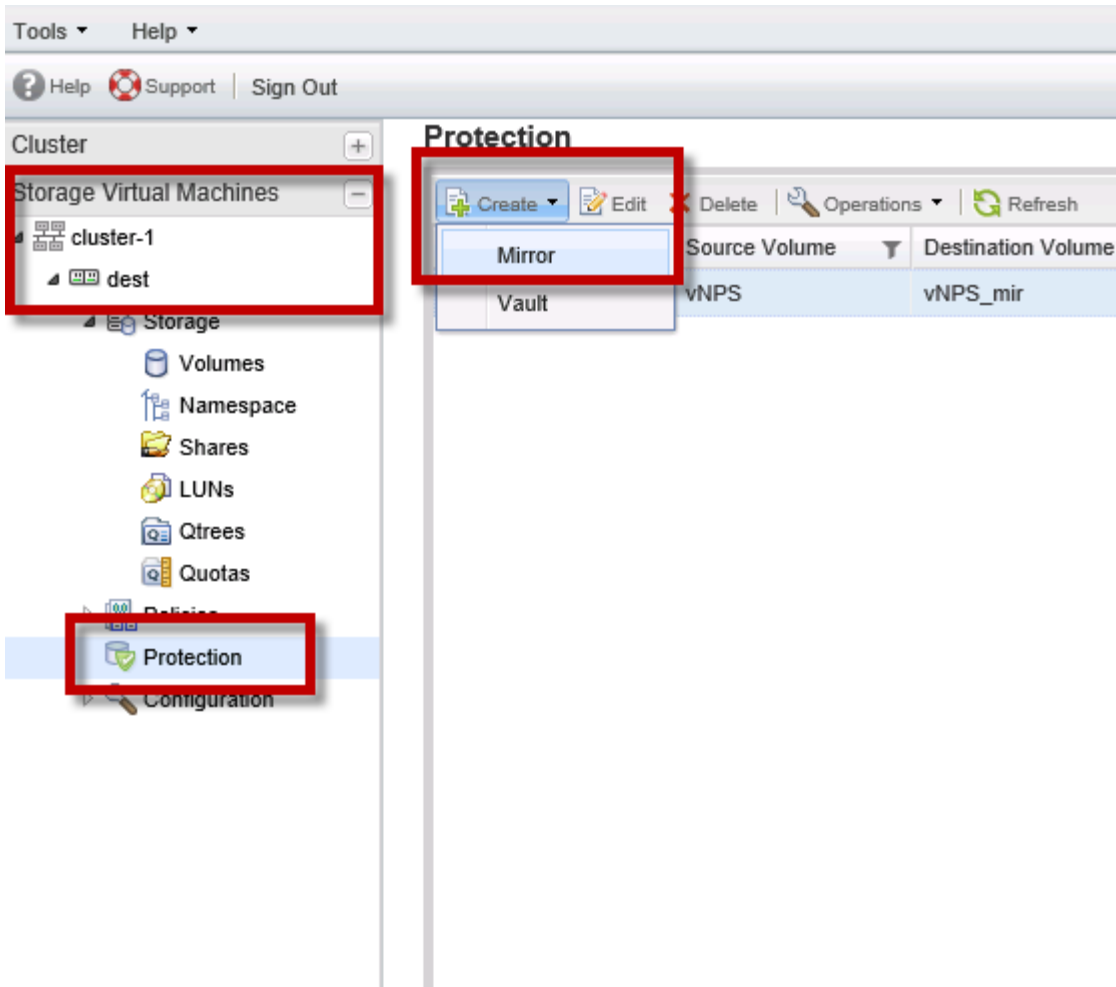 Tools Help
Help Support Sign Out
Cluster
Storage Virtual Machines
cluster-1
dest
Storage
Volumes
Namespace
Shares
LUNs
Qtrees
Quotas
Policies
Protection
Configuration
Protection
Create Edit Delete Operations Refresh
Mirror
Vault
Source Volume Destination Volume
vNPS vNPS_mir